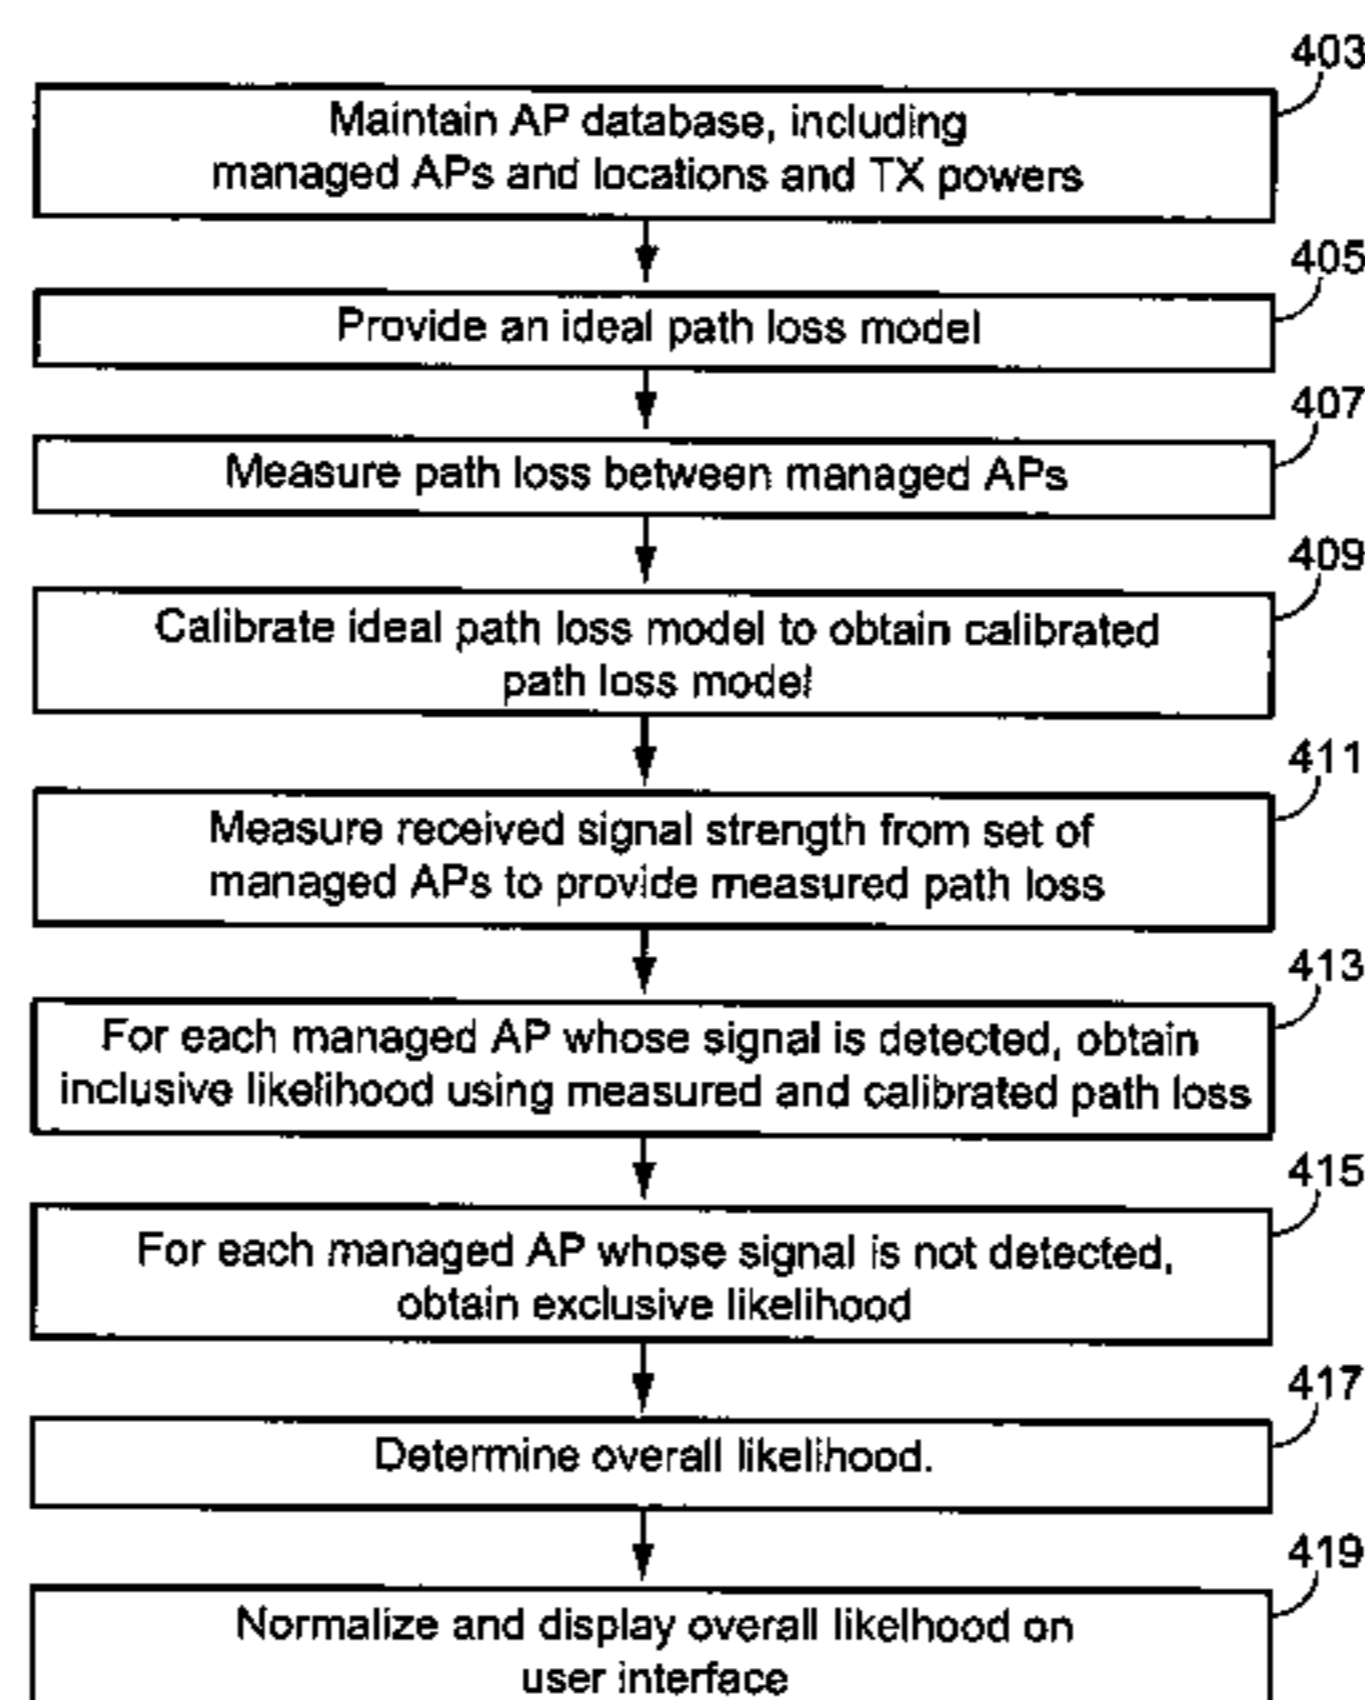 403
Maintain AP database, including
managed APs and locations and TX powers
405
Provide an ideal path loss model
407
Measure path loss between managed APs
409
Calibrate ideal path loss model to obtain calibrated
path loss model
411
Measure received signal strength from set of
managed APs to provide measured path loss
413
For each managed AP whose signal is detected, obtain
inclusive likelihood using measured and calibrated path loss
415
For each managed AP whose signal is not detected,
obtain exclusive likelihood
417
Determine overall likelihood.
419
Normalize and display overall likelhood on
user interface